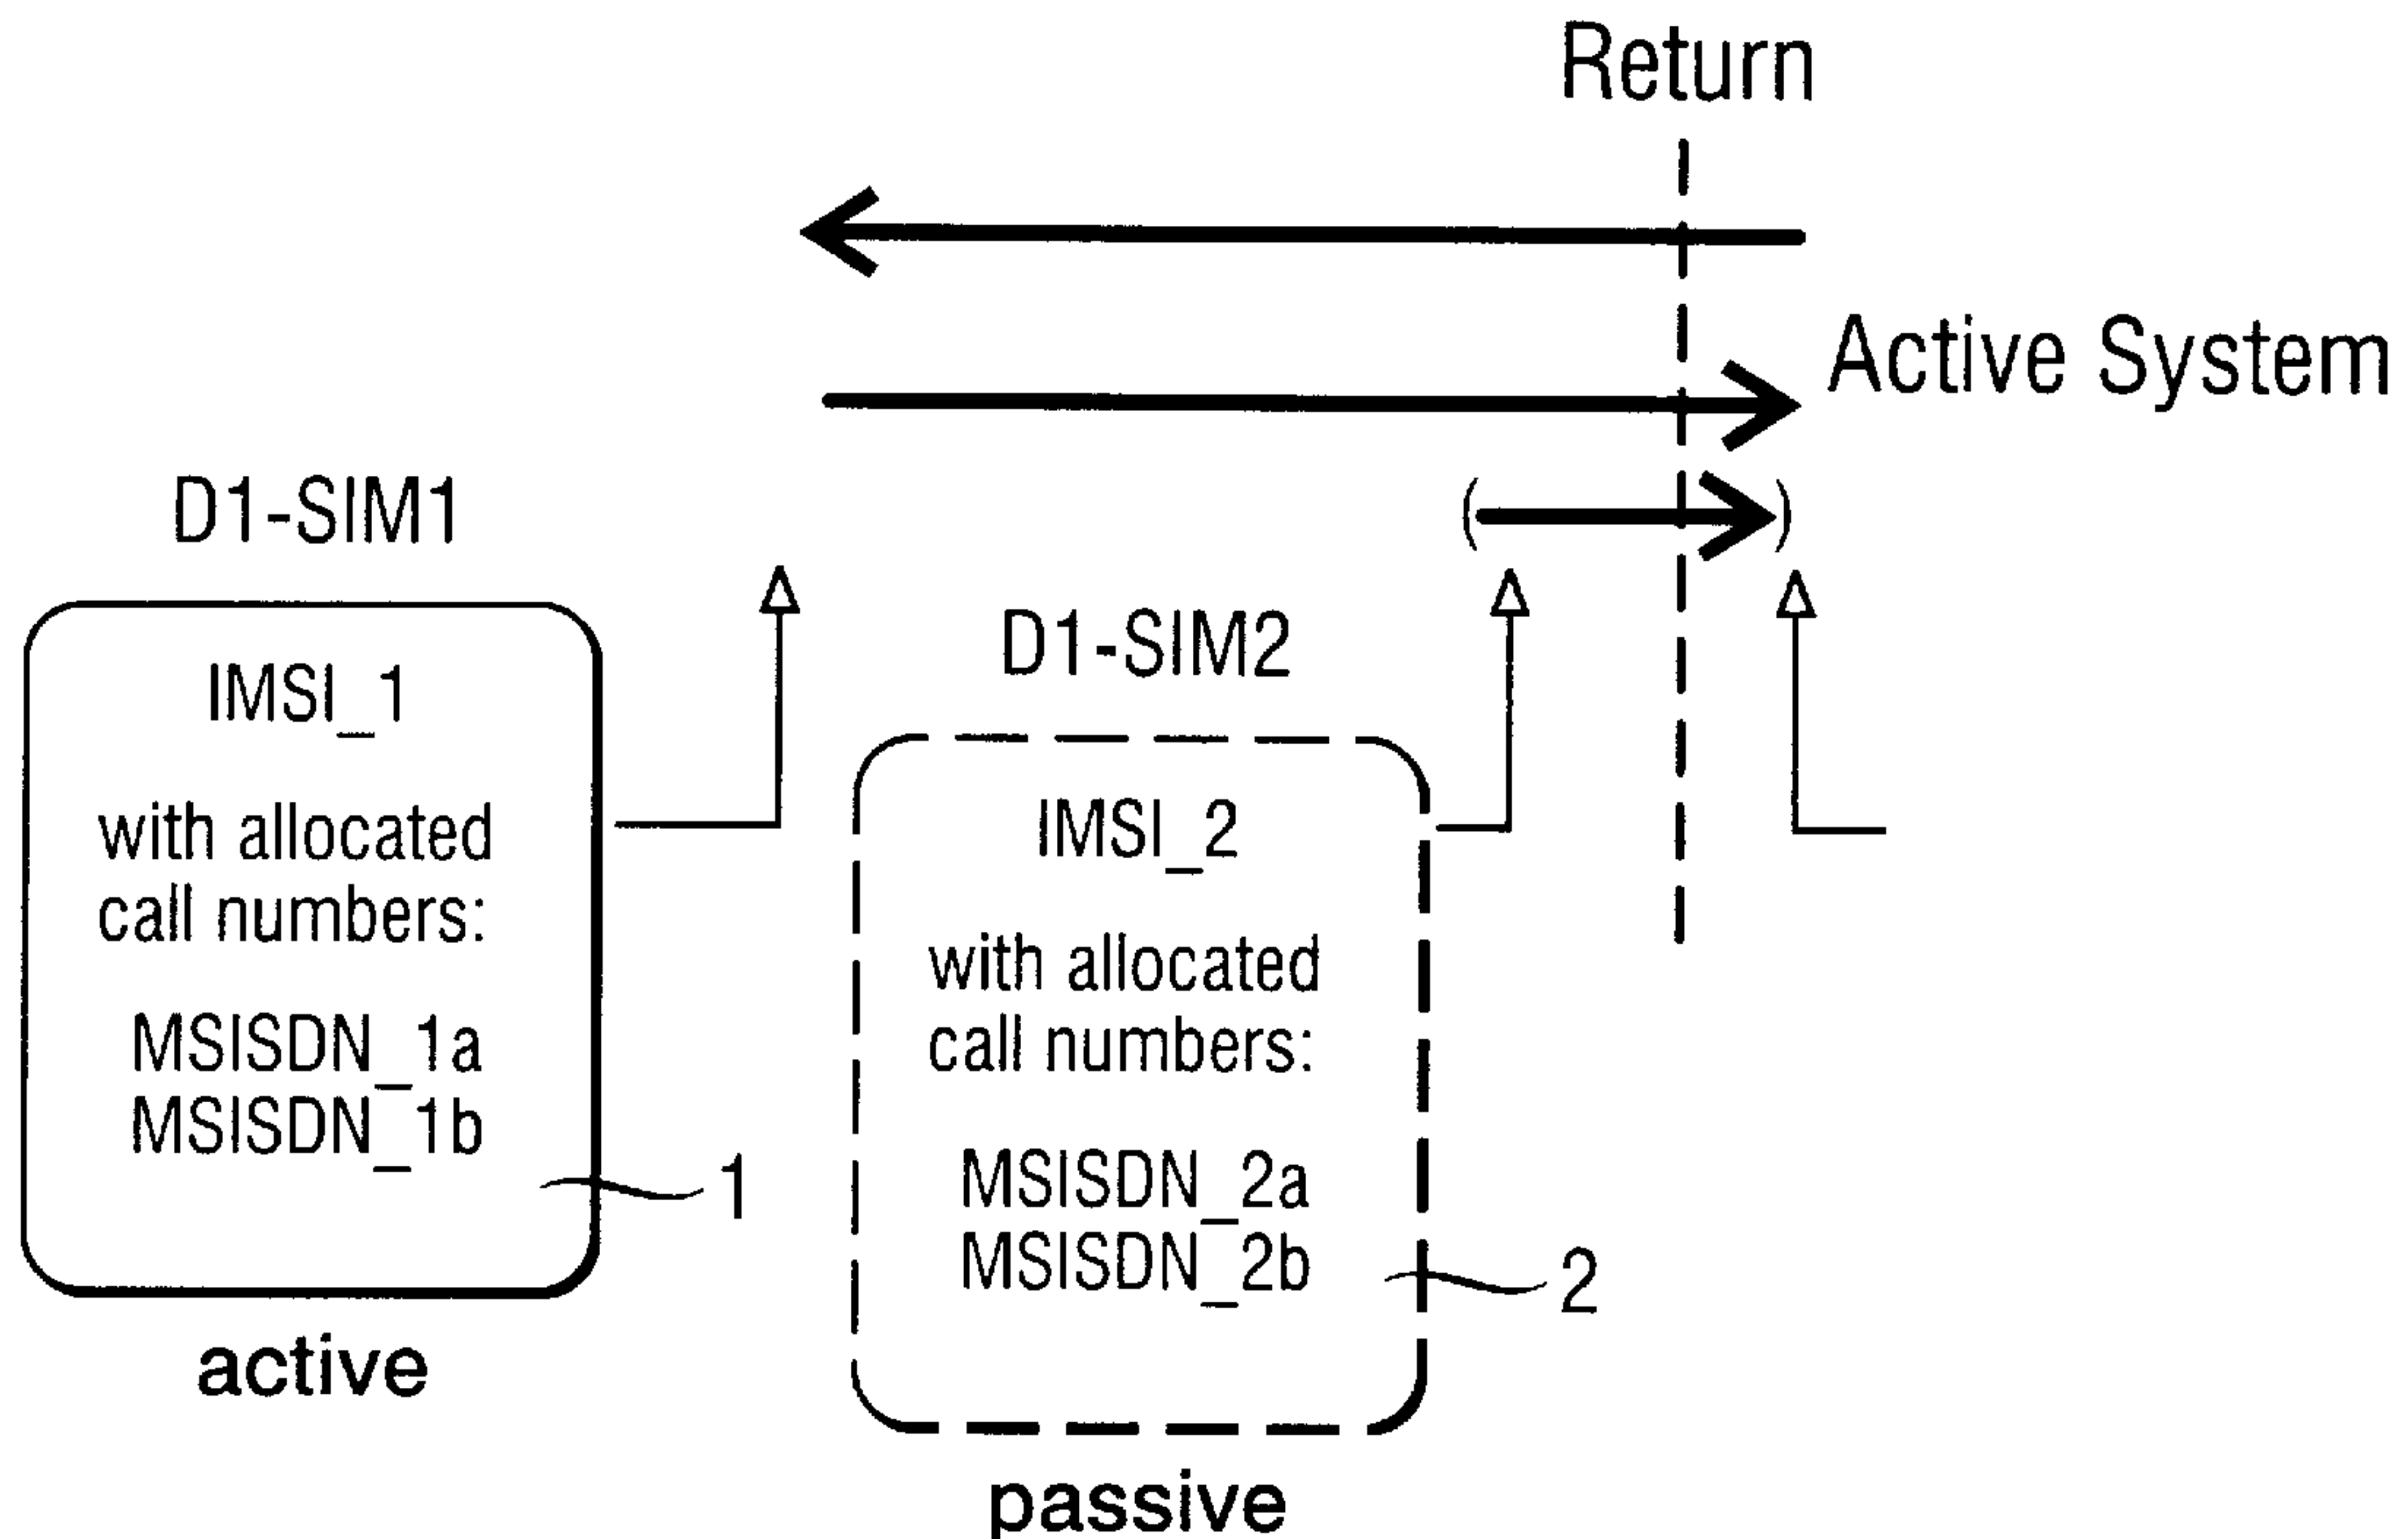 Return
Active System
D1-SIM1
IMSI_1
with allocated
call numbers:
MSISDN_1a
MSISDN_1b
1
active
D1-SIM2
IMSI_2
with allocated
call numbers:
MSISDN_2a
MSISDN_2b
2
passive
( )